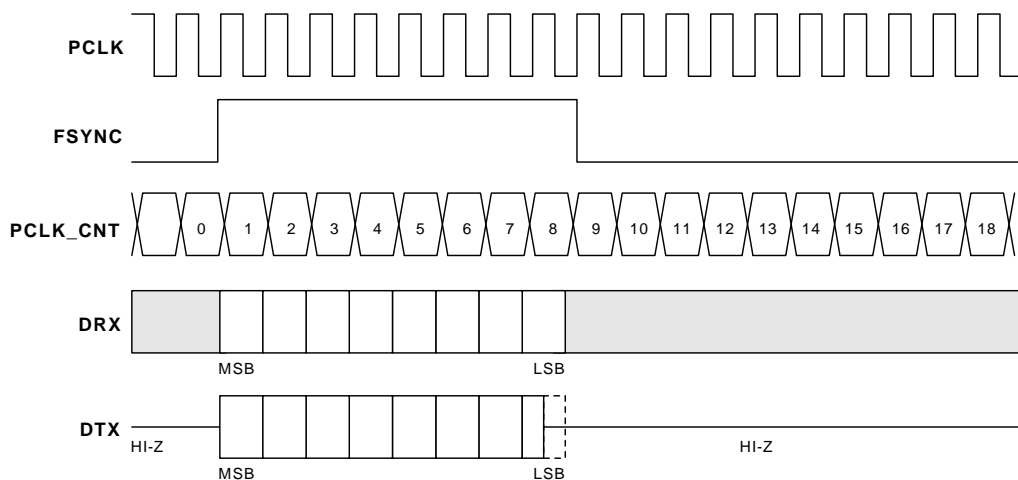 PCLK
FSYNC
PCLK_CNT 0 1 2 3 4 5 6 7 8 9 10 11 12 13 14 15 16 17 18
DRX
MSB LSB
DTX
HI-Z HI-Z
MSB LSB